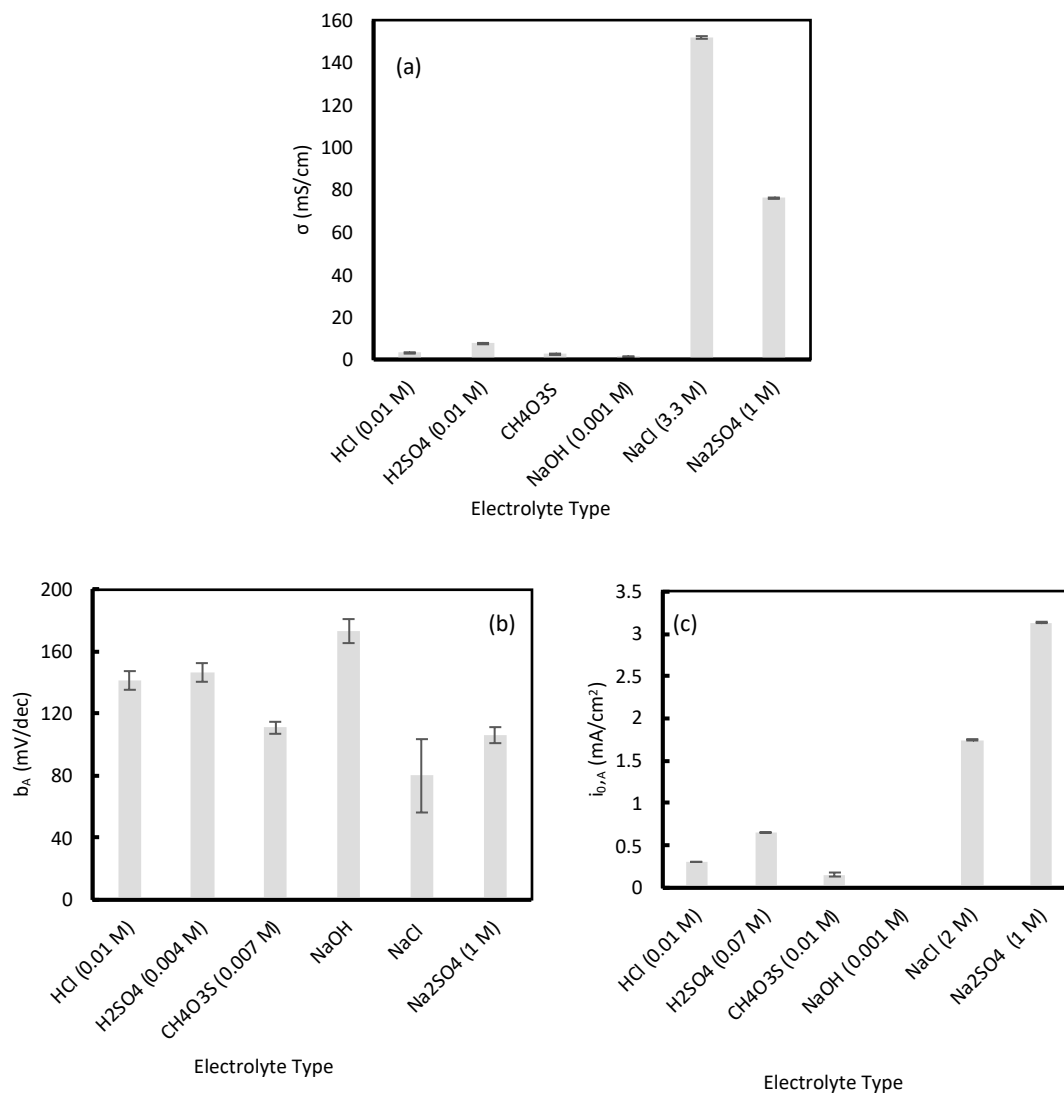 160
140
120
100
80
60
40
20
0
(a)
σ (mS/cm)
HCl (0.01 M)
H2SO4 (0.01 M)
CH4O3S
NaOH (0.001 M)
NaCl (3.3 M)
Na2SO4 (1 M)
Electrolyte Type
200
160
120
80
40
0
(b)
bA (mV/dec)
HCl (0.01 M)
H2SO4 (0.004 M)
CH4O3S (0.007 M)
NaOH
NaCl
Na2SO4 (1 M)
Electrolyte Type
3.5
3
2.5
2
1.5
1
0.5
0
(c)
i0,A (mA/cm²)
HCl (0.01 M)
H2SO4 (0.07 M)
CH4O3S (0.01 M)
NaOH (0.001 M)
NaCl (2 M)
Na2SO4 (1 M)
Electrolyte Type